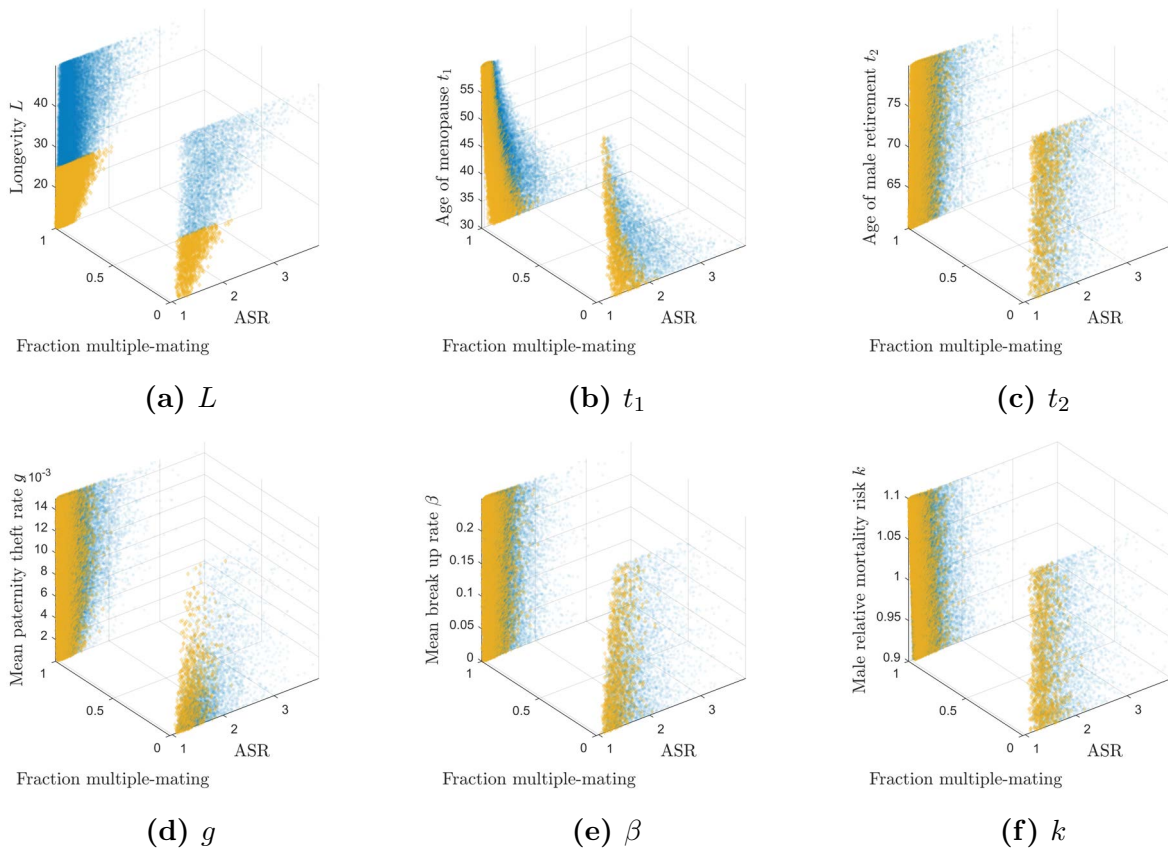 Longevity L
40
30
20
1
0.5
0
1
2
3
ASR
Fraction multiple-mating
(a) L
Age of menopause t₁
55
50
45
40
35
30
1
0.5
0
1
2
3
ASR
Fraction multiple-mating
(b) t₁
Age of male retirement t₂
80
75
70
65
1
0.5
0
1
2
3
ASR
Fraction multiple-mating
(c) t₂
Mean paternity theft rate g
10⁻³
14
12
10
8
6
4
2
1
0.5
0
1
2
3
ASR
Fraction multiple-mating
(d) g
Mean break up rate β
0.2
0.15
0.1
0.05
0
1
0.5
0
1
2
3
ASR
Fraction multiple-mating
(e) β
Male relative mortality risk k
1.1
1.05
1
0.95
0.9
1
0.5
0
1
2
3
ASR
Fraction multiple-mating
(f) k